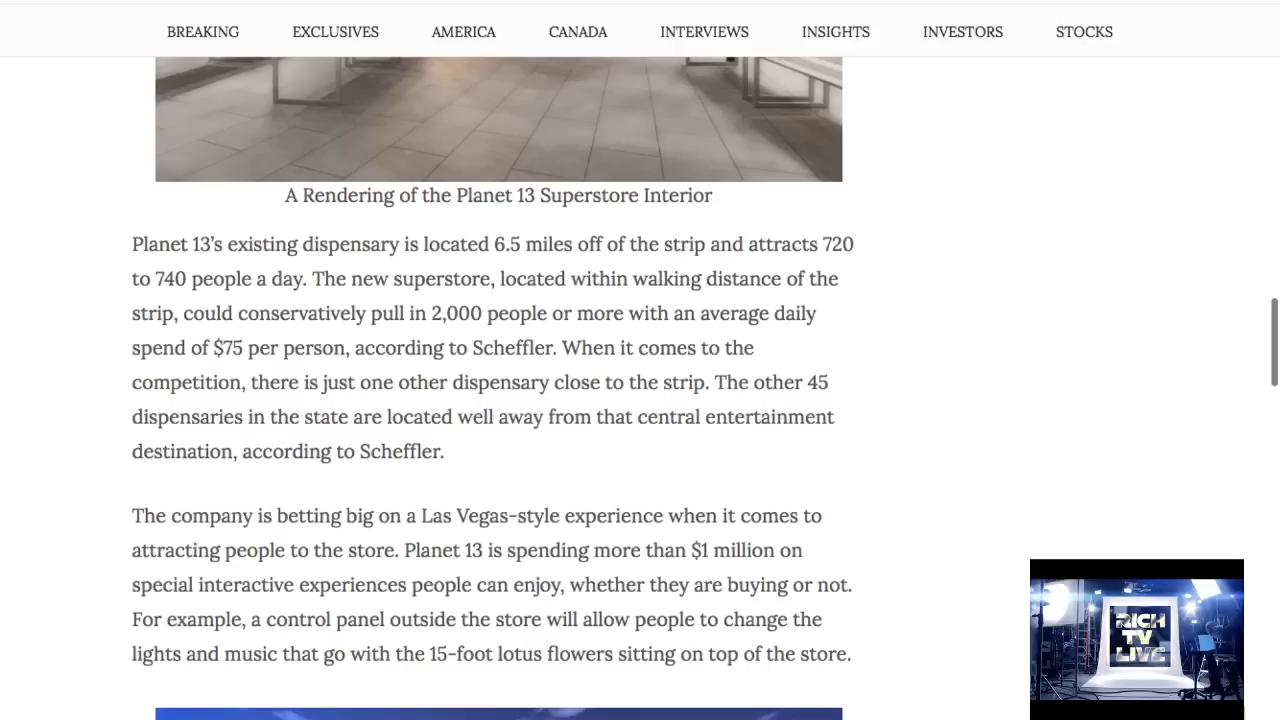 BREAKING EXCLUSIVES AMERICA CANADA INTERVIEWS INSIGHTS INVESTORS STOCKS
A Rendering of the Planet 13 Superstore Interior
Planet 13’s existing dispensary is located 6.5 miles off of the strip and attracts 720
to 740 people a day. The new superstore, located within walking distance of the
strip, could conservatively pull in 2,000 people or more with an average daily
spend of $75 per person, according to Scheffler. When it comes to the
competition, there is just one other dispensary close to the strip. The other 45
dispensaries in the state are located well away from that central entertainment
destination, according to Scheffler.
The company is betting big on a Las Vegas-style experience when it comes to
attracting people to the store. Planet 13 is spending more than $1 million on
special interactive experiences people can enjoy, whether they are buying or not.
For example, a control panel outside the store will allow people to change the
lights and music that go with the 15-foot lotus flowers sitting on top of the store.
RICH
TV
LIVE